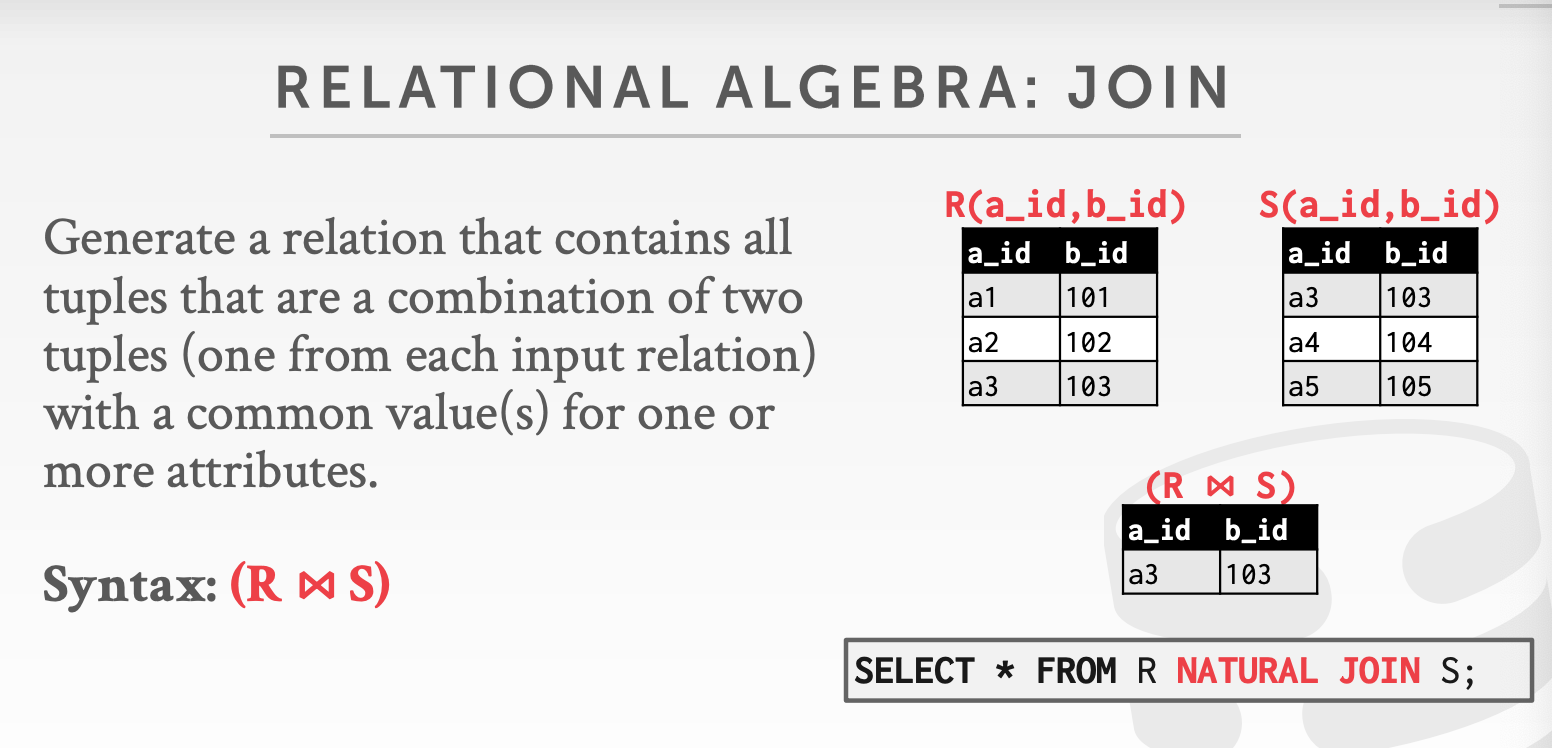 RELATIONAL ALGEBRA: JOIN
Generate a relation that contains all
tuples that are a combination of two
tuples (one from each input relation)
with a common value(s) for one or
more attributes.
Syntax: (R ⋈ S)
R(a_id,b_id)
a_id b_id
a1 101
a2 102
a3 103
S(a_id,b_id)
a_id b_id
a3 103
a4 104
a5 105
(R ⋈ S)
a_id b_id
a3 103
SELECT * FROM R NATURAL JOIN S;